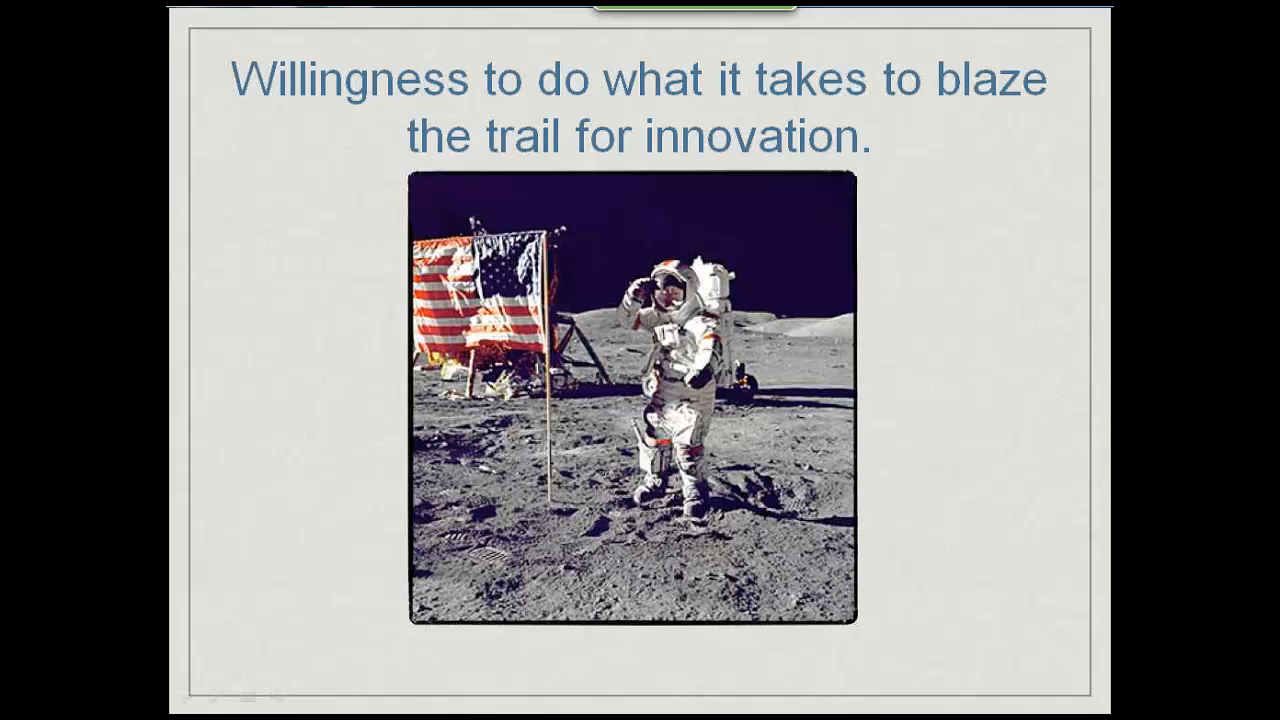 Willingness to do what it takes to blaze
the trail for innovation.